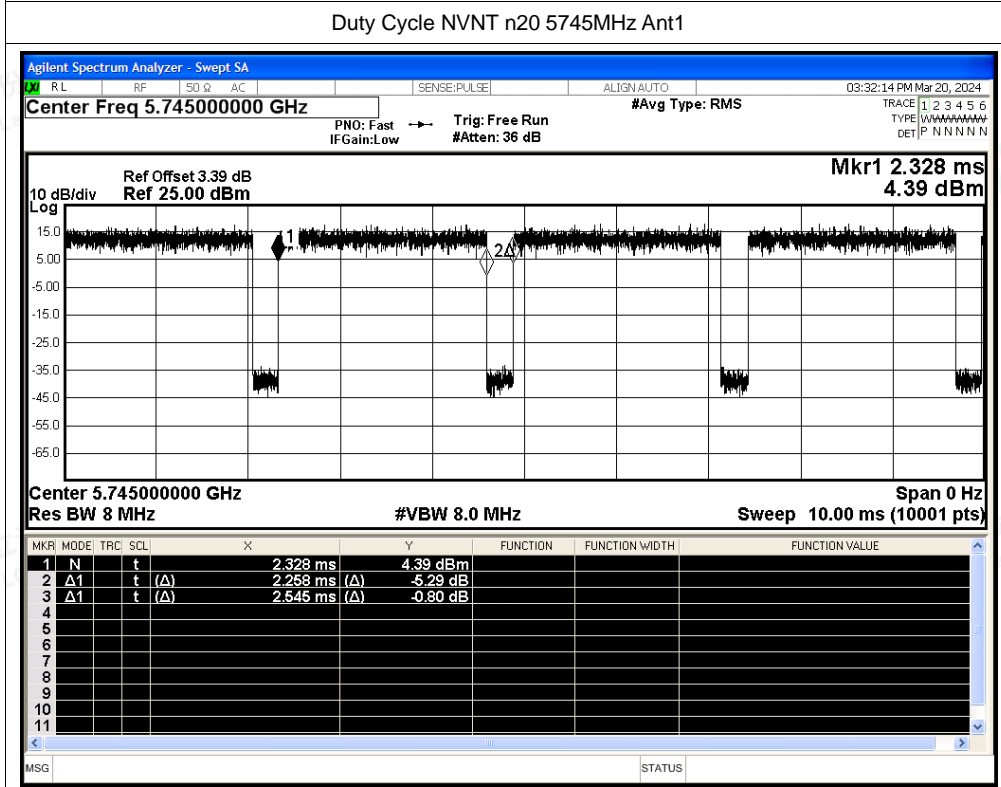 Duty Cycle NVNT n20 5745MHz Ant1
Agilent Spectrum Analyzer - Swept SA
LXI RL RF 50 Ω AC SENSE:PULSE ALIGN AUTO 03:32:14 PM Mar 20, 2024
Center Freq 5.745000000 GHz #Avg Type: RMS TRACE 1 2 3 4 5 6
PNO: Fast Trig: Free Run TYPE W
IFGain:Low #Atten: 36 dB DET P N N N N N
Mkr1 2.328 ms
Ref Offset 3.39 dB
10 dB/div Ref 25.00 dBm 4.39 dBm
Log
15.0
1
5.00
2Δ
-5.00
-15.0
-25.0
-35.0
-45.0
-55.0
-65.0
Center 5.745000000 GHz Span 0 Hz
Res BW 8 MHz #VBW 8.0 MHz Sweep 10.00 ms (10001 pts)
MKR MODE TRC SCL X Y FUNCTION FUNCTION WIDTH FUNCTION VALUE
1 N t 2.328 ms 4.39 dBm
2 Δ1 t (Δ) 2.258 ms (Δ) -5.29 dB
3 Δ1 t (Δ) 2.545 ms (Δ) -0.80 dB
4
5
6
7
8
9
10
11
MSG STATUS